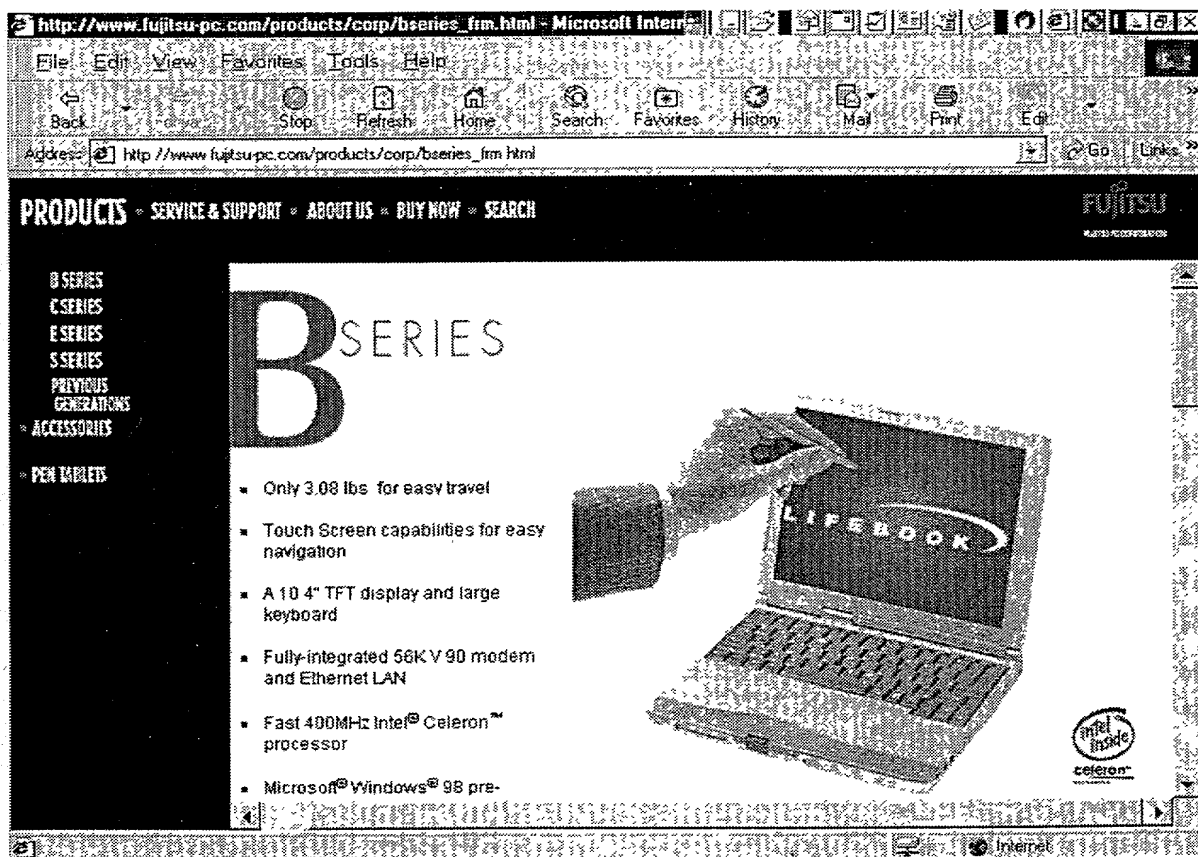 http://www.fujitsu-pc.com/products/corp/bseries_frm.html - Microsoft Intern
File Edit View Favorites Tools Help
Back Stop Refresh Home Search Favorites History Mail Print Edit
Address http //www fujitsu-pc.com/products/corp/bseries_frm html Go Links »
PRODUCTS SERVICE & SUPPORT ABOUT US BUY NOW SEARCH
FUJITSU
B SERIES
C SERIES
E SERIES
S SERIES
PREVIOUS
GENERATIONS
ACCESSORIES
PEN TABLETS
B SERIES
Only 3.08 lbs for easy travel
Touch Screen capabilities for easy
navigation
A 10 4" TFT display and large
keyboard
Fully-integrated 56K V 90 modem
and Ethernet LAN
Fast 400MHz Intel® Celeron™
processor
Microsoft® Windows® 98 pre-
LIFEBOOK
intel
inside
celeron™
Internet